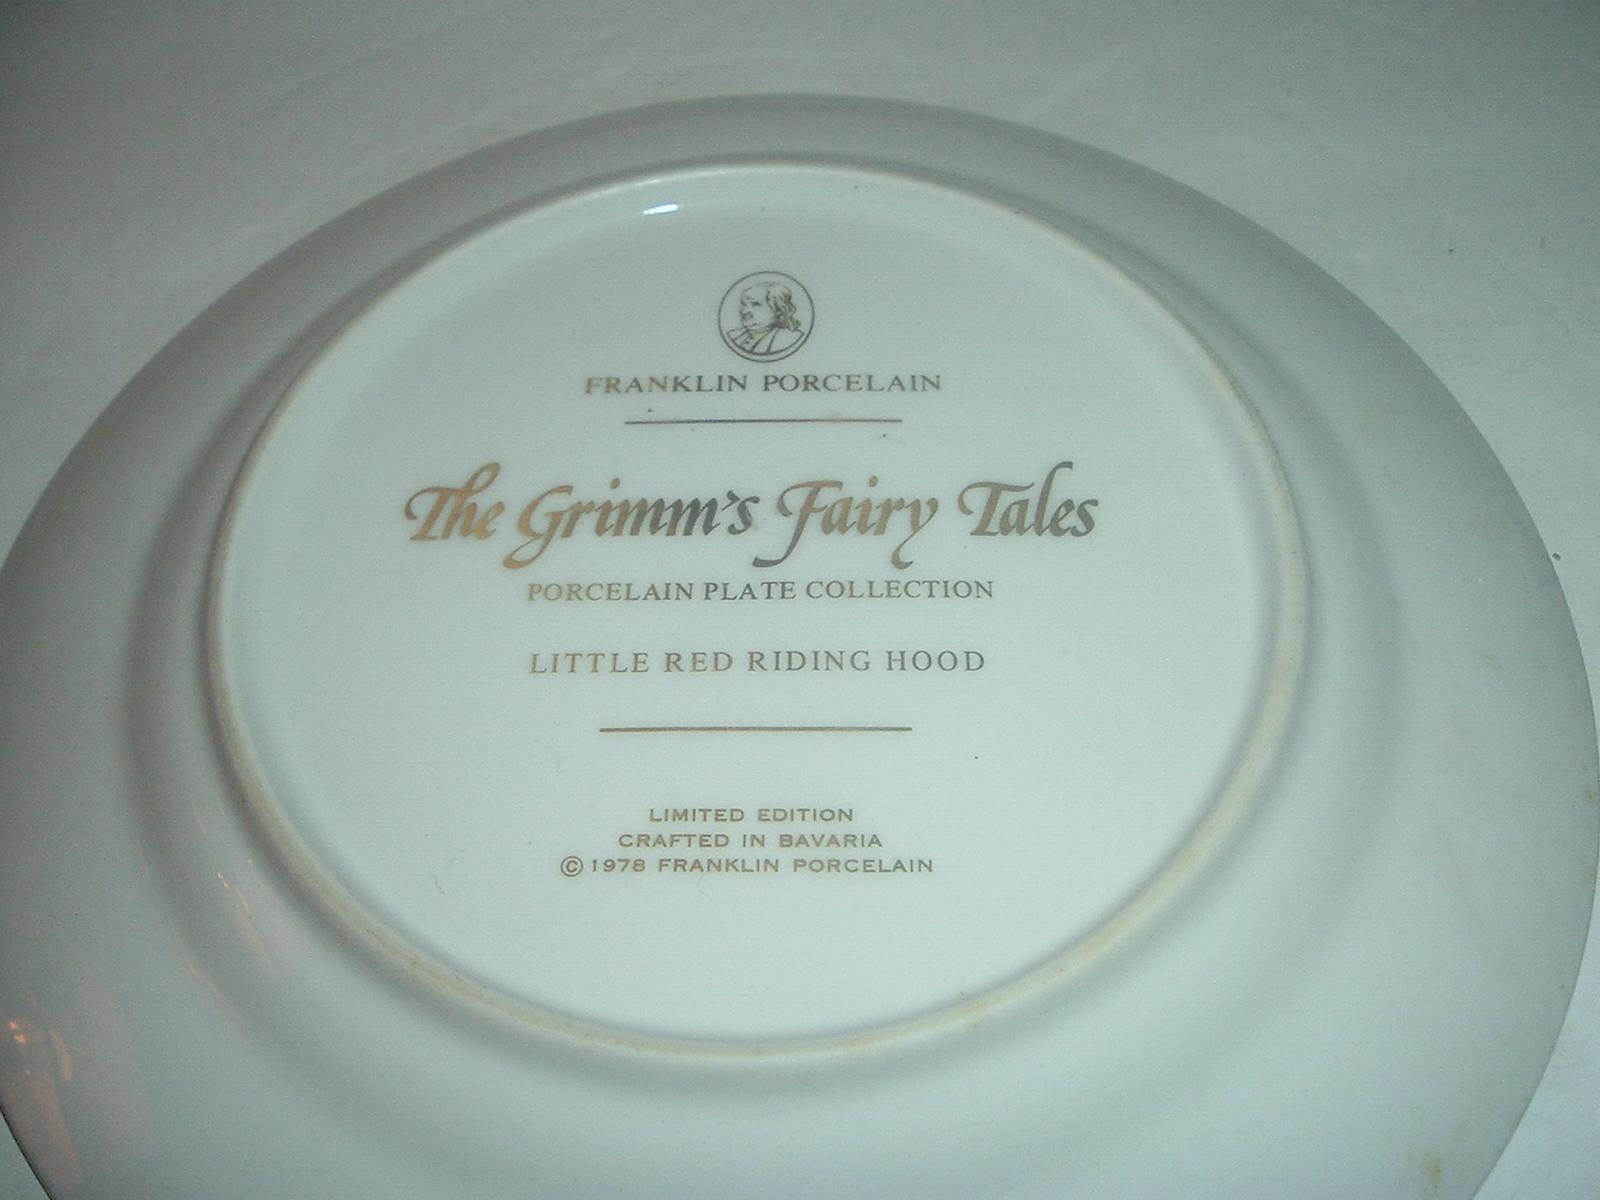 FRANKLIN PORCELAIN
The Grimm's Fairy Tales
PORCELAIN PLATE COLLECTION
LITTLE RED RIDING HOOD
LIMITED EDITION
CRAFTED IN BAVARIA
© 1978 FRANKLIN PORCELAIN